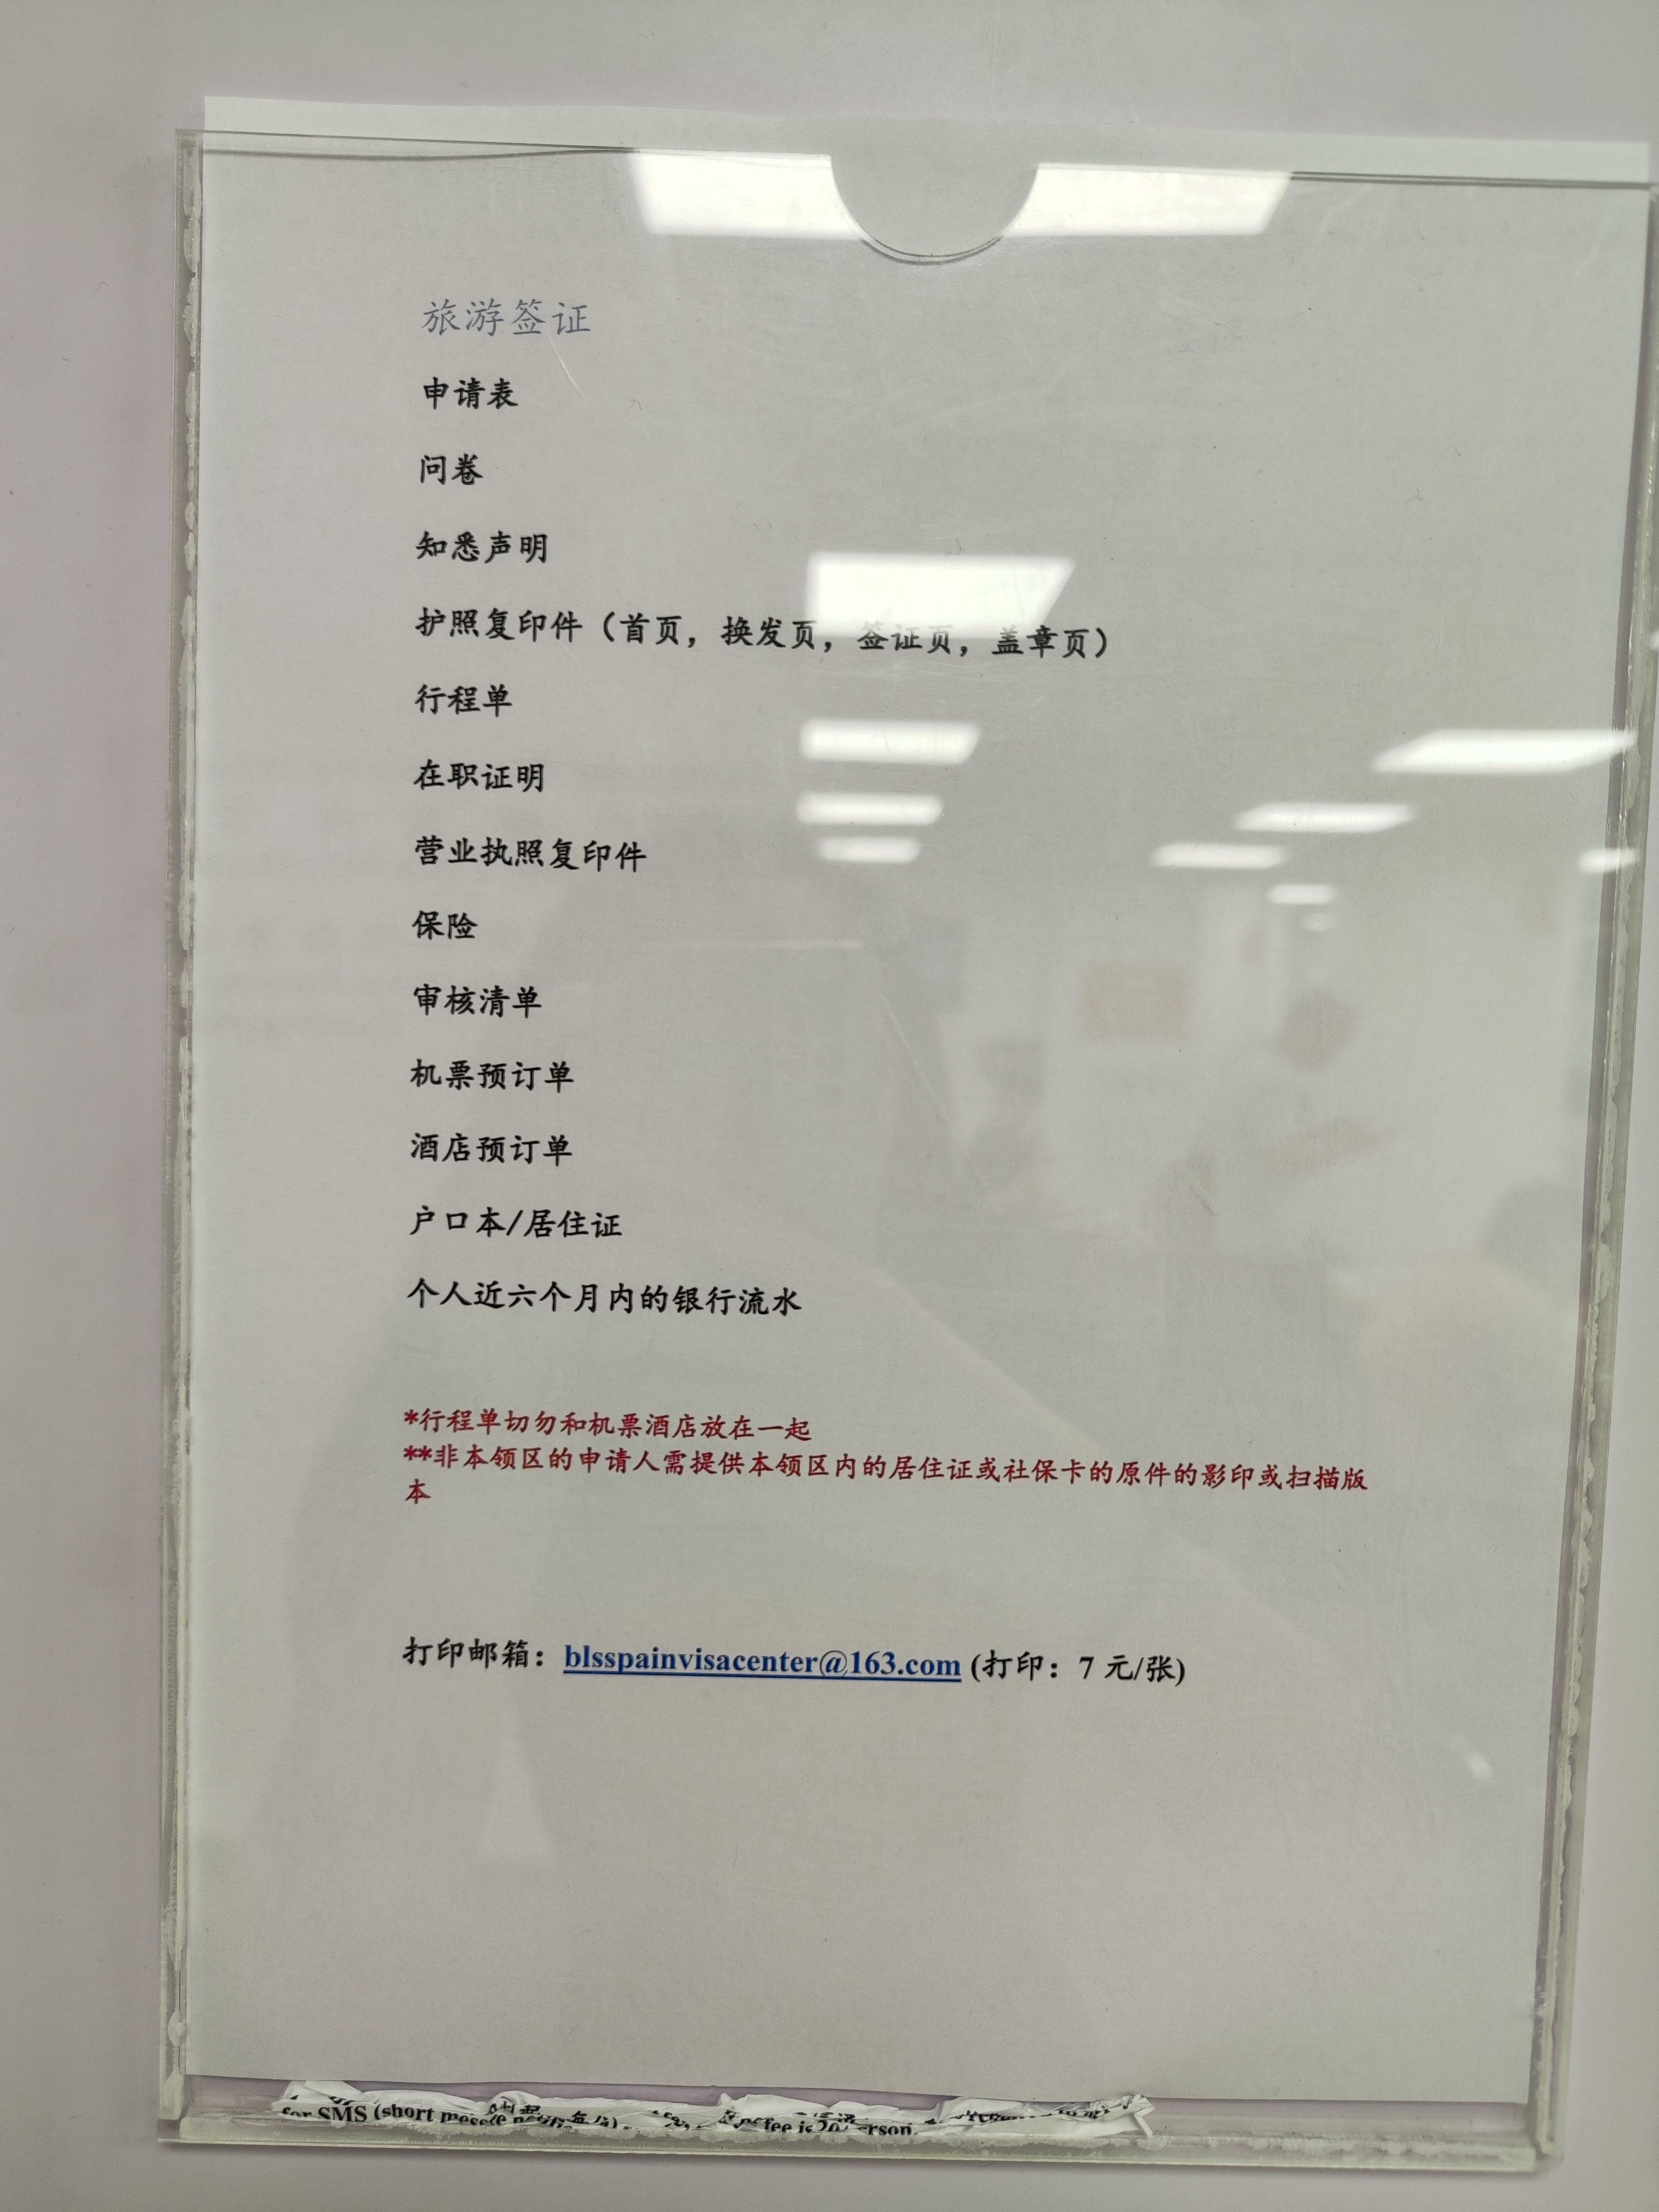 旅游签证
申请表
问卷
知悉声明
护照复印件（首页，换发页，签证页，盖章页）
行程单
在职证明
营业执照复印件
保险
审核清单
机票预订单
酒店预订单
户口本/居住证
个人近六个月内的银行流水
*行程单切勿和机票酒店放在一起
**非本领区的申请人需提供本领区内的居住证或社保卡的原件的影印或扫描版
本
打印邮箱：blsspainvisacenter@163.com (打印：7 元/张)
for SMS (short